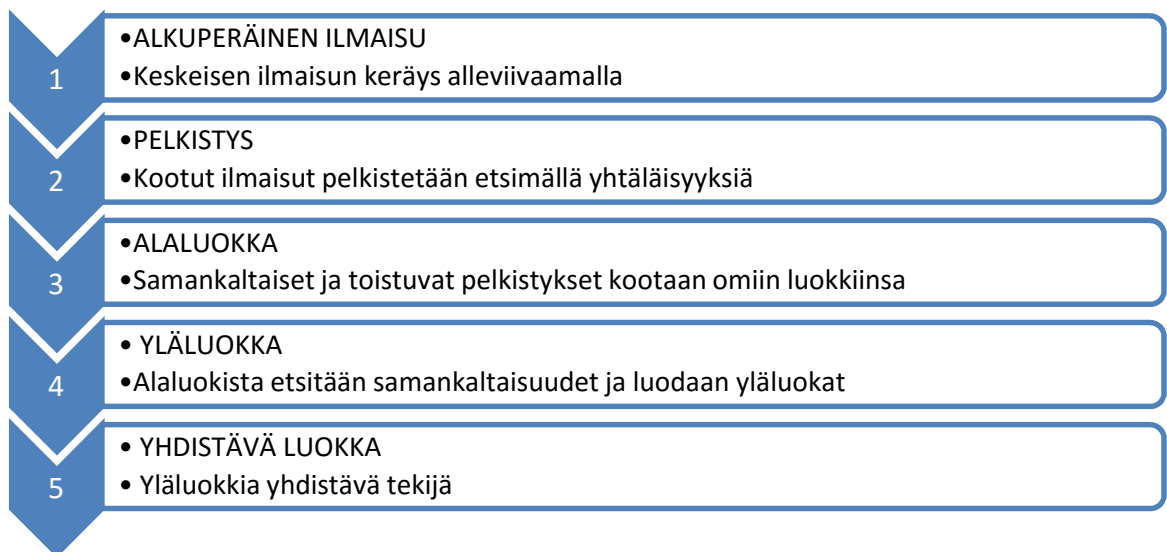 1
•ALKUPERÄINEN ILMAISU
•Keskeisen ilmaisun keräys alleviivaamalla
2
•PELKISTYS
•Kootut ilmaisut pelkistetään etsimällä yhtäläisyyksiä
3
•ALALUOKKA
•Samankaltaiset ja toistuvat pelkistykset kootaan omiin luokkiinsa
4
• YLÄLUOKKA
•Alaluokista etsitään samankaltaisuudet ja luodaan yläluokat
5
• YHDISTÄVÄ LUOKKA
• Yläluokkia yhdistävä tekijä